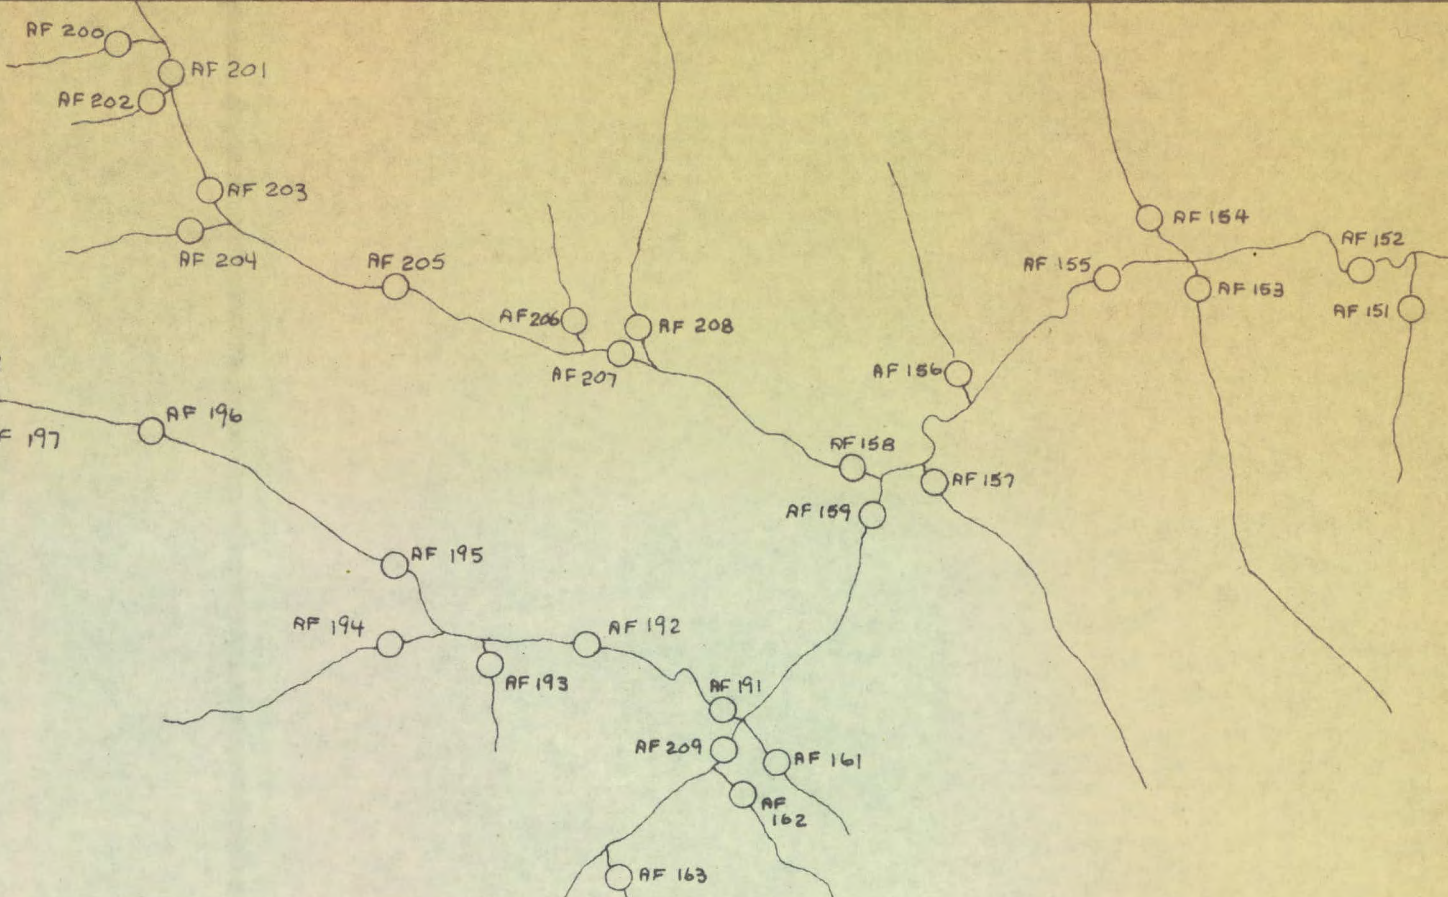 AF 200
AF 201
AF 202
AF 203
AF 204
AF 205
AF 206
AF 208
AF 207
AF 154
AF 152
AF 155
AF 153
AF 151
AF 156
AF 158
AF 157
AF 159
AF 196
F 197
AF 195
AF 194
AF 192
AF 193
AF 191
AF 209
AF 161
AF
162
AF 163